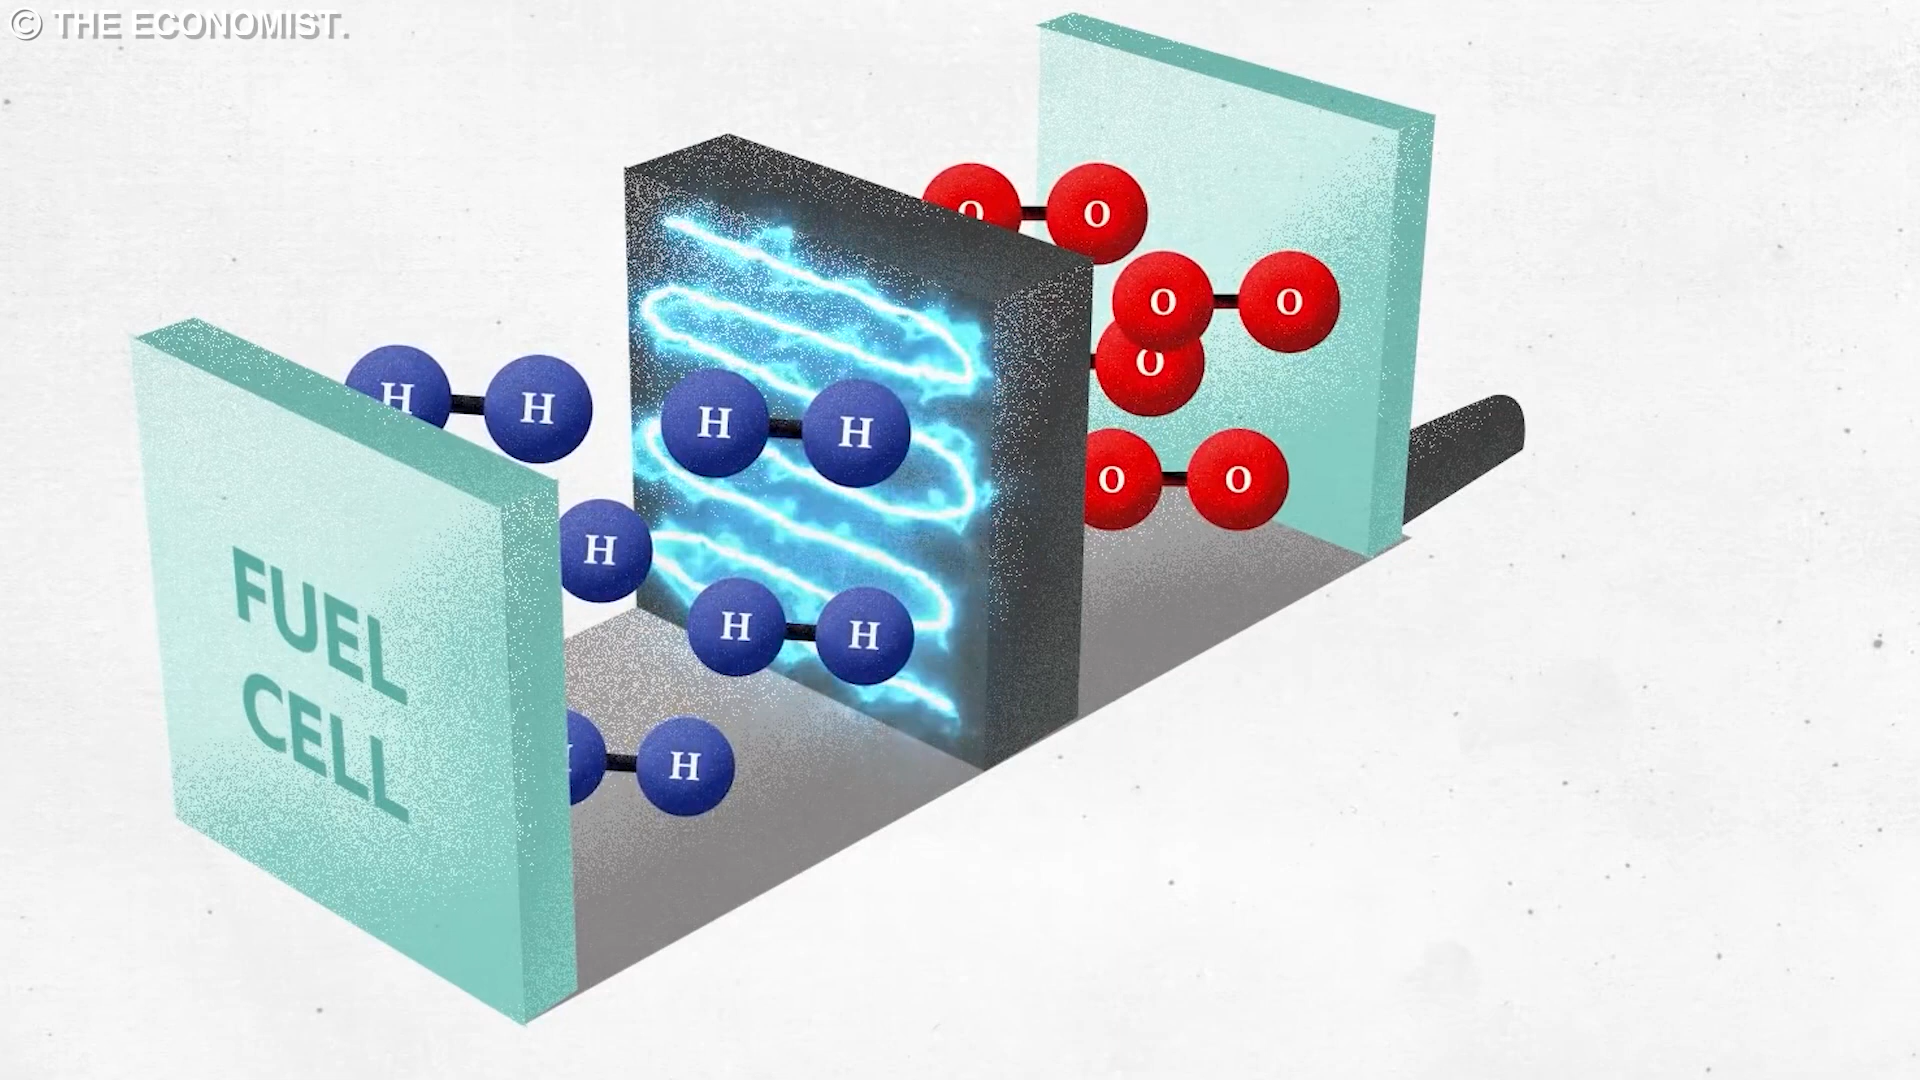 © THE ECONOMIST.
O O
O O
H H
O
H H
O O
H
FUEL
H H
CELL
H H